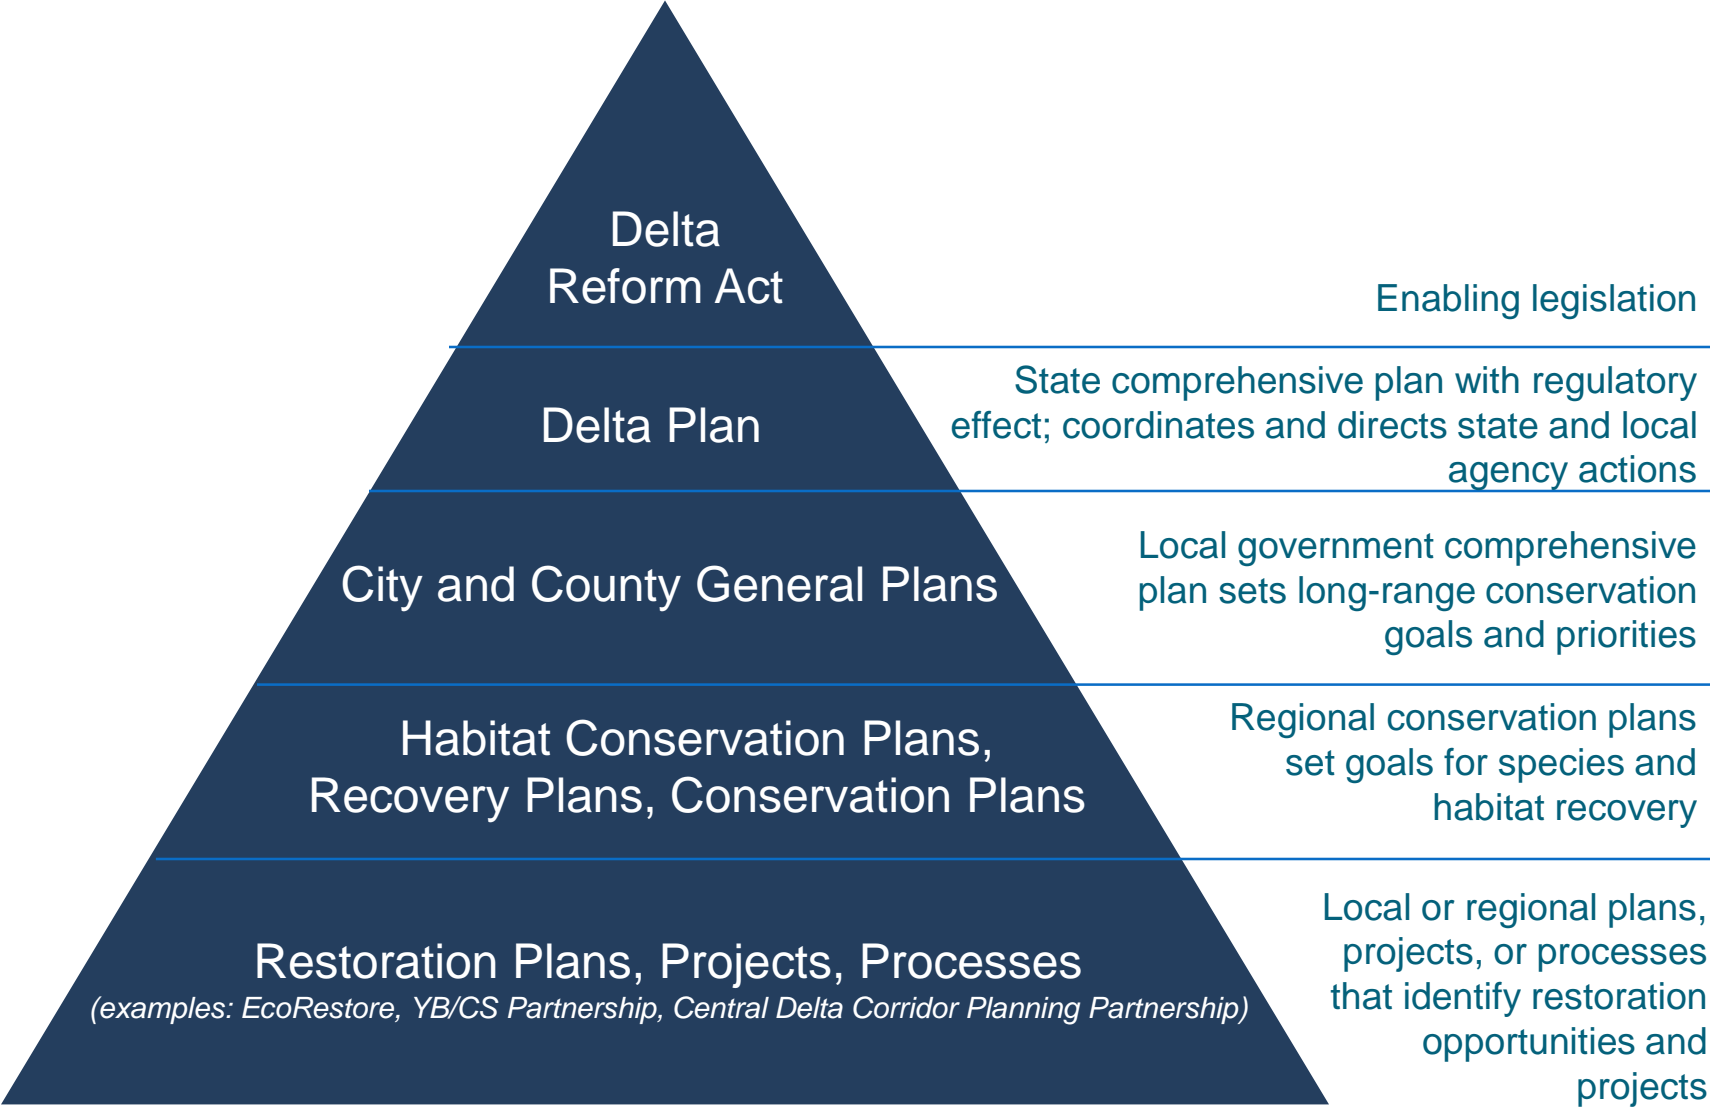 Delta
Reform Act
Enabling legislation
Delta Plan
State comprehensive plan with regulatory
effect; coordinates and directs state and local
agency actions
City and County General Plans
Local government comprehensive
plan sets long-range conservation
goals and priorities
Habitat Conservation Plans,
Recovery Plans, Conservation Plans
Regional conservation plans
set goals for species and
habitat recovery
Restoration Plans, Projects, Processes
(examples: EcoRestore, YB/CS Partnership, Central Delta Corridor Planning Partnership)
Local or regional plans,
projects, or processes
that identify restoration
opportunities and
projects